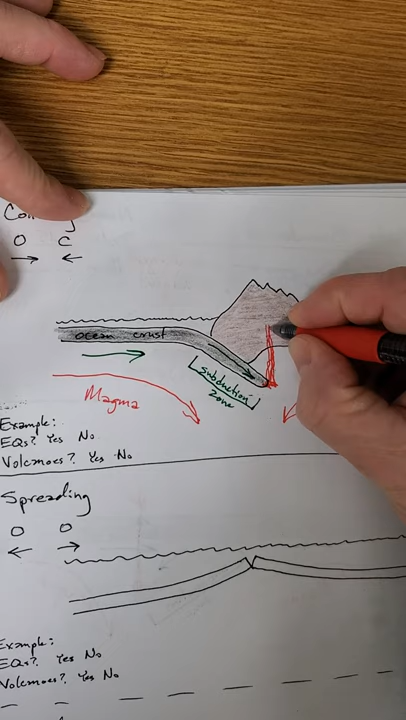 O C
ocean crust
subduction
zone
Magma
Example:
EQs? Yes No
Volcanoes? Yes No
Spreading
O O
Example:
EQs? Yes No
Volcanoes? Yes No